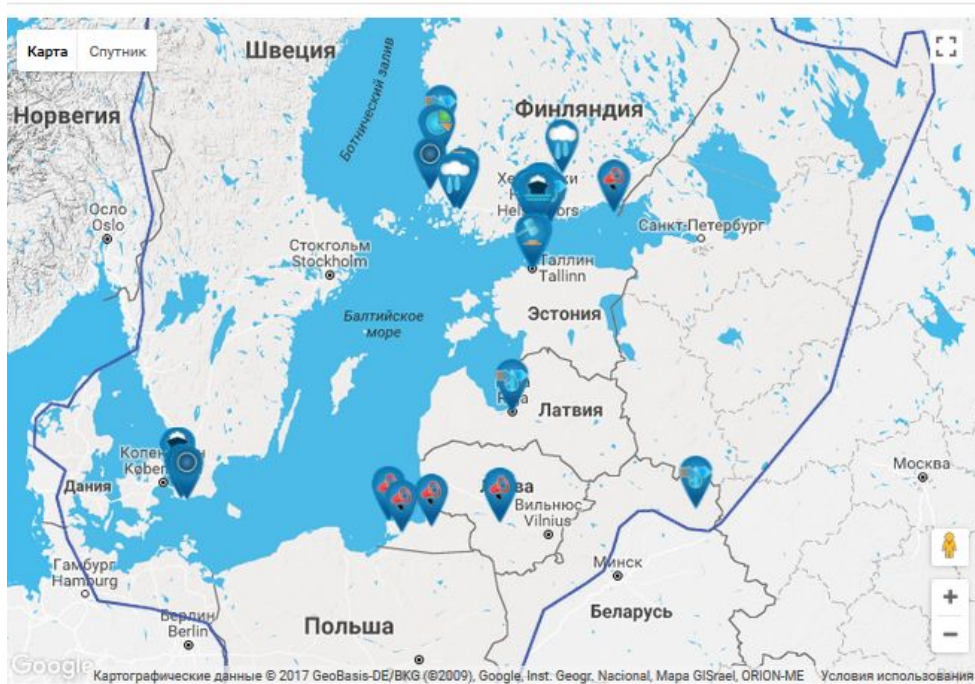 Карта
Спутник
Швеция
Норвегия
Ботнический залив
Финляндия
Осло
Oslo
Стокгольм
Stockholm
Санкт-Петербург
Таллин
Tallinn
Эстония
Балтийское
море
Латвия
Дания
Вильнюс
Vilnius
Москва
Гамбург
Hamburg
Минск
Берлин
Berlin
Польша
Беларусь
Google
Картографические данные © 2017 GeoBasis-DE/BKG (©2009), Google, Inst. Geogr. Nacional, Mapa GISrael, ORION-ME
Условия использования